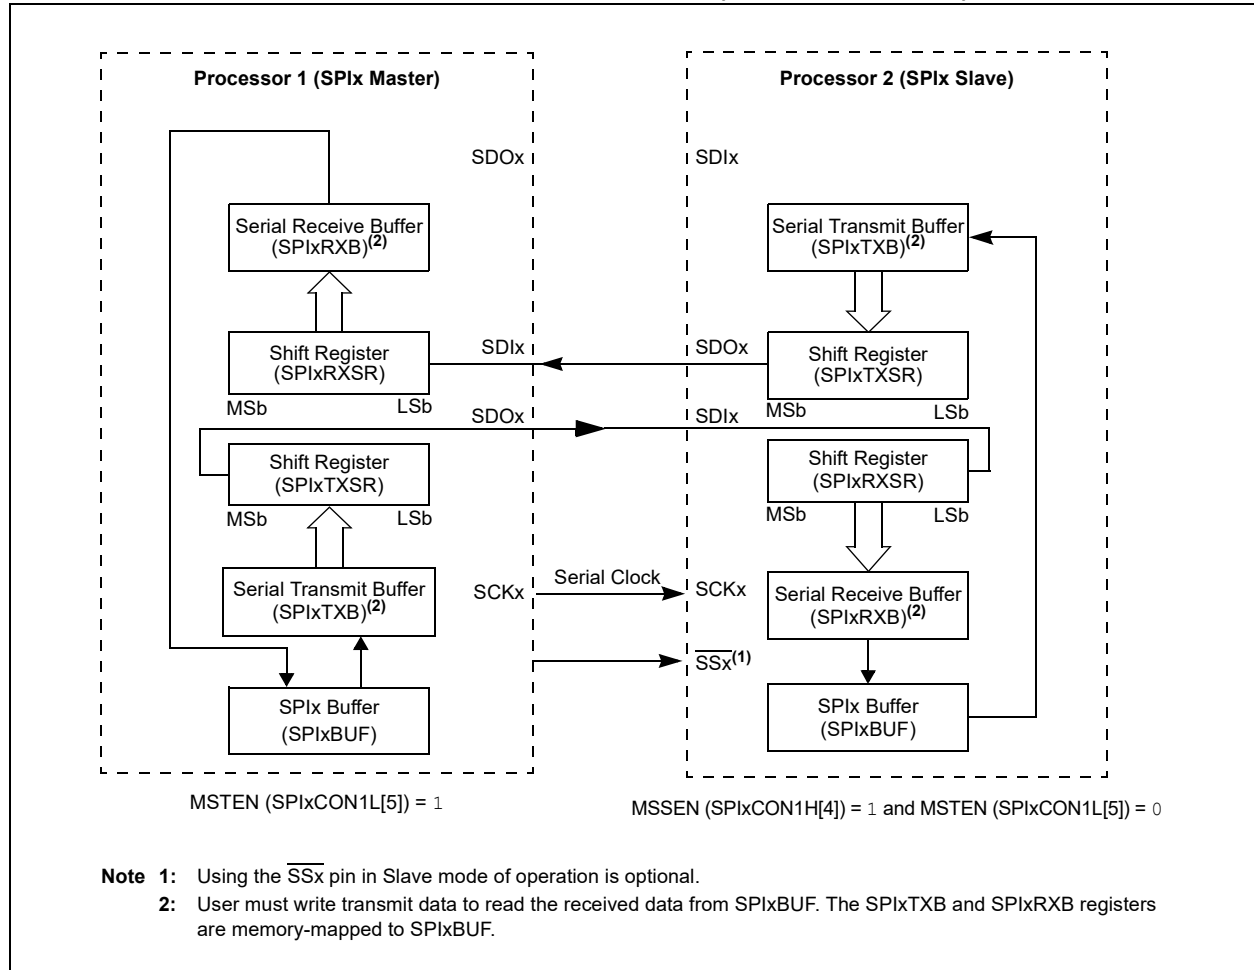 Processor 1 (SPIx Master)
Processor 2 (SPIx Slave)
SDOx
SDIx
Serial Receive Buffer
(SPIxRXB)(2)
Serial Transmit Buffer
(SPIxTXB)(2)
Shift Register
(SPIxRXSR)
SDIx
SDOx
Shift Register
(SPIxTXSR)
MSb
LSb
MSb
LSb
SDOx
SDIx
Shift Register
(SPIxTXSR)
Shift Register
(SPIxRXSR)
MSb
LSb
MSb
LSb
Serial Transmit Buffer
(SPIxTXB)(2)
SCKx
Serial Clock
SCKx
Serial Receive Buffer
(SPIxRXB)(2)
SSx(1)
SPIx Buffer
(SPIxBUF)
SPIx Buffer
(SPIxBUF)
MSTEN (SPIxCON1L[5]) = 1
MSSEN (SPIxCON1H[4]) = 1 and MSTEN (SPIxCON1L[5]) = 0
Note 1: Using the SSx pin in Slave mode of operation is optional.
2: User must write transmit data to read the received data from SPIxBUF. The SPIxTXB and SPIxRXB registers
are memory-mapped to SPIxBUF.